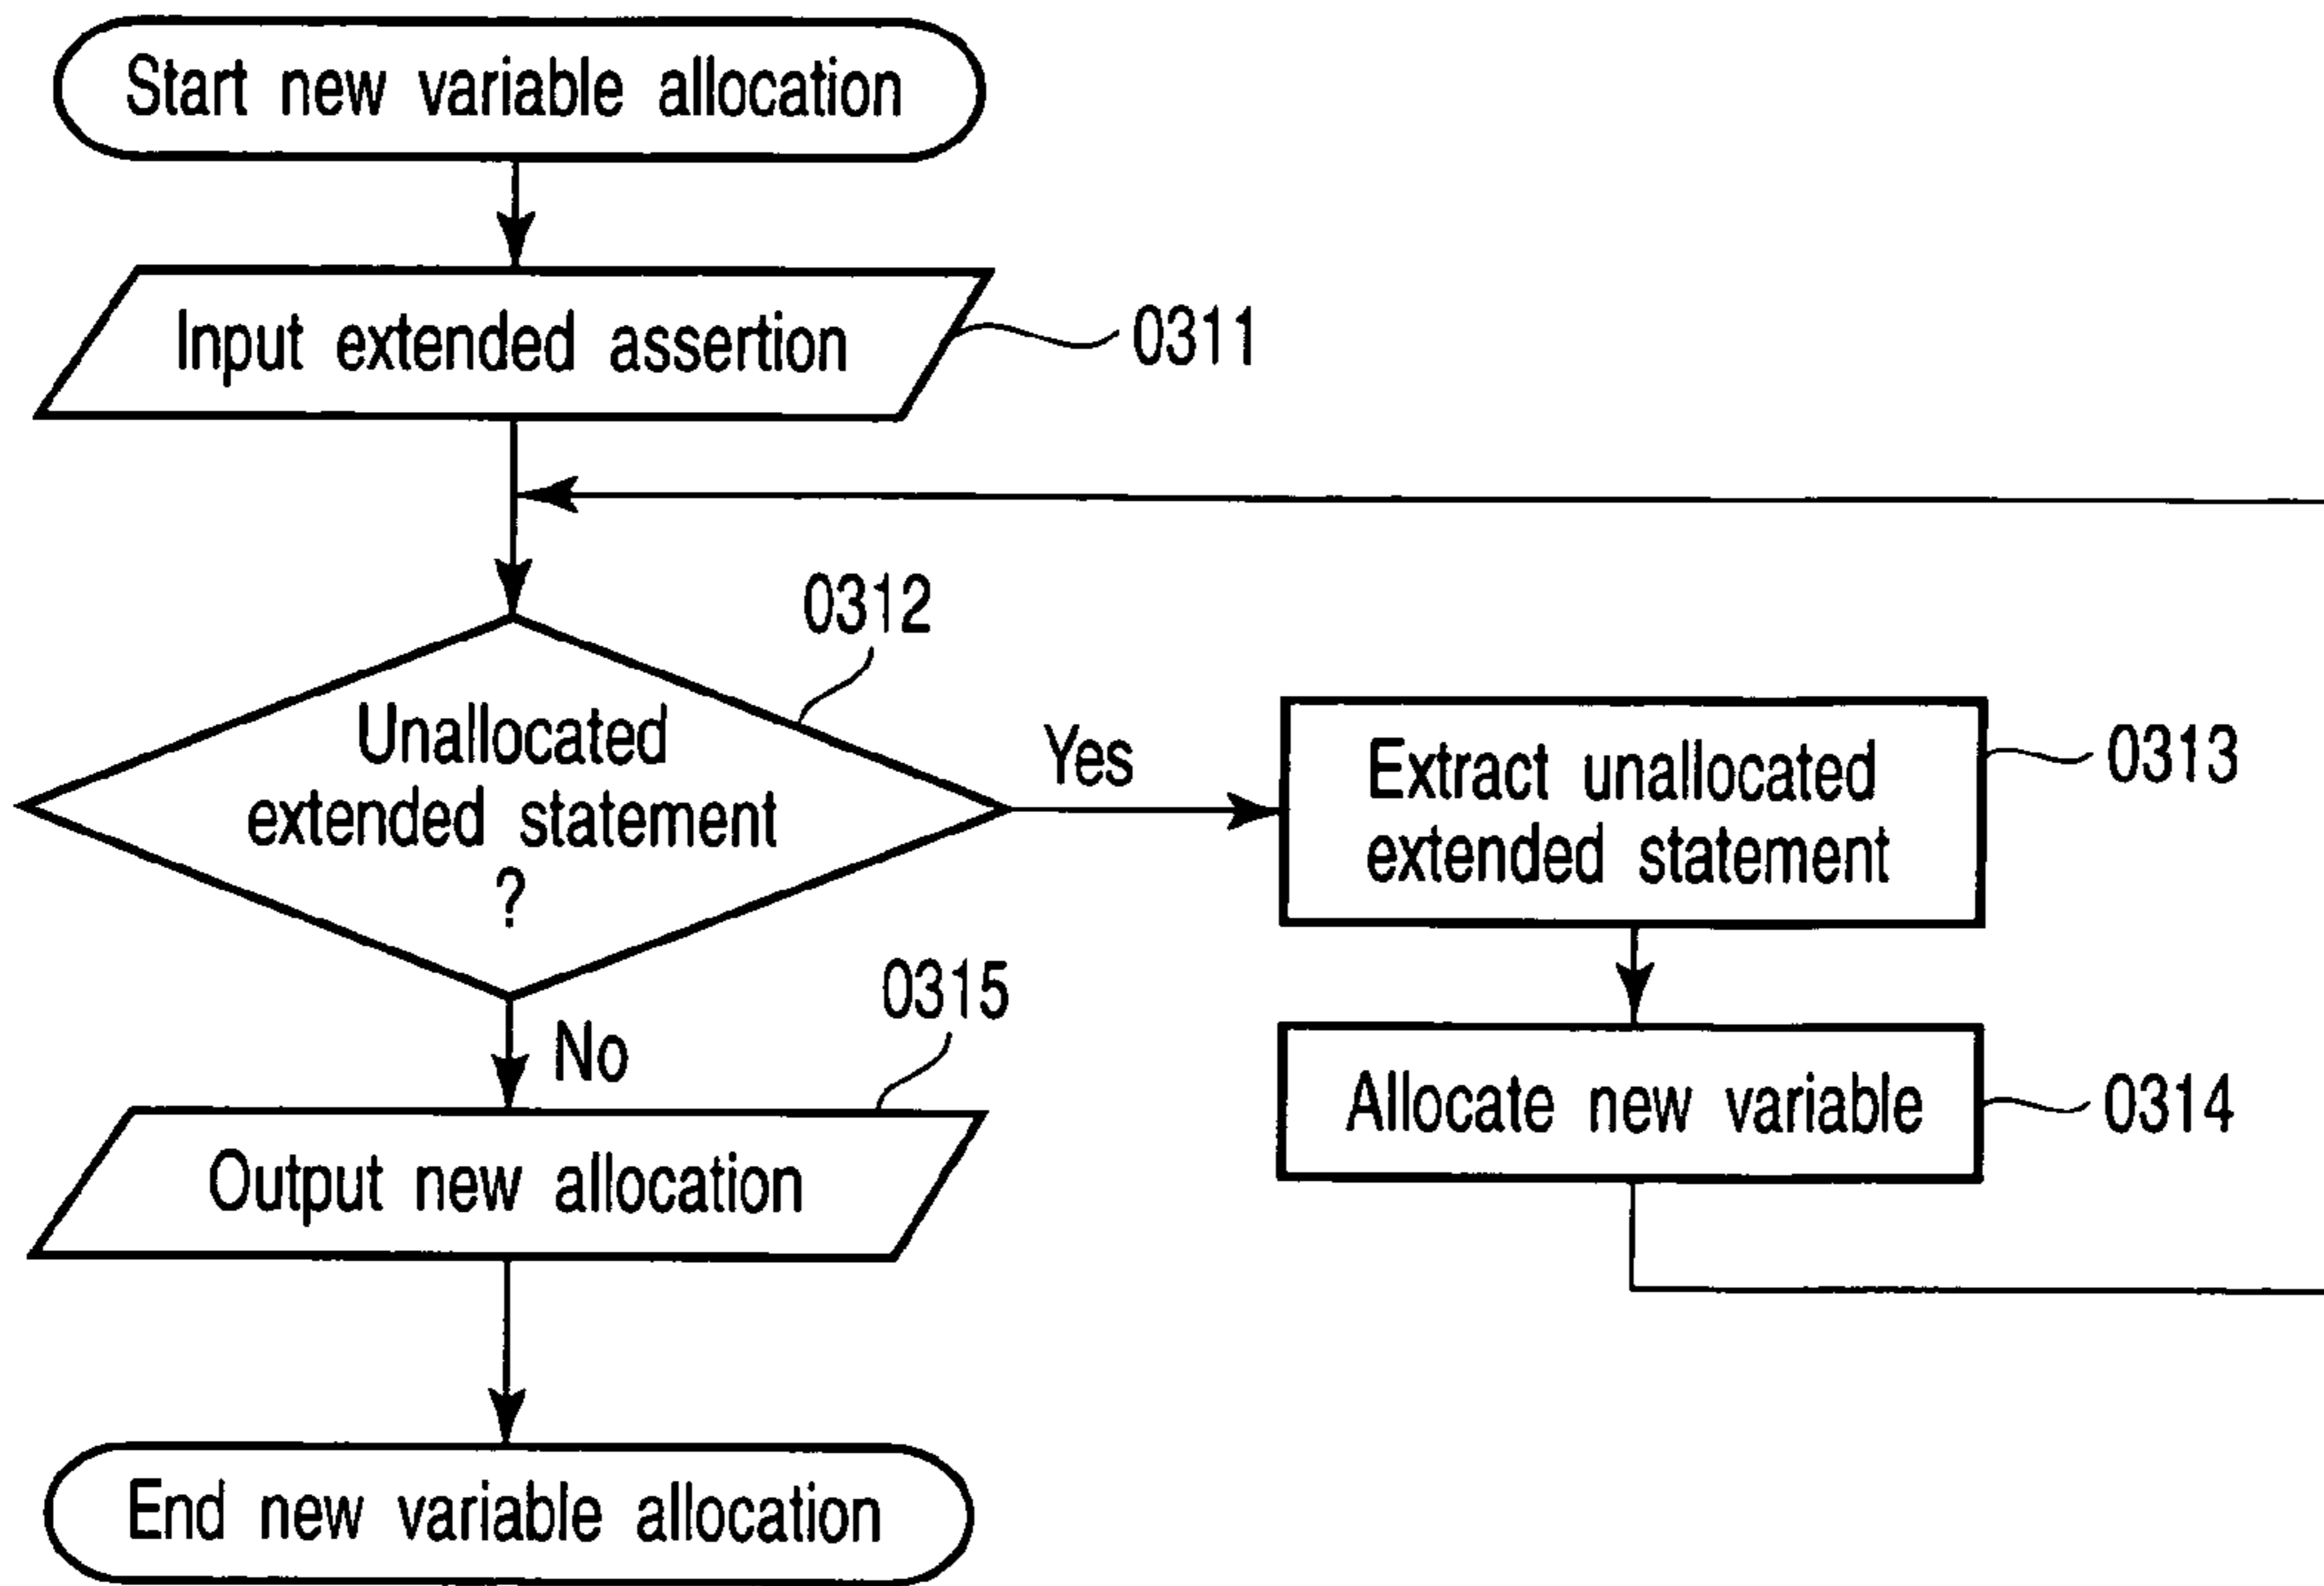 Start new variable allocation
Input extended assertion
0311
0312
Unallocated
extended statement
?
Yes
Extract unallocated
extended statement
0313
0315
No
Allocate new variable
0314
Output new allocation
End new variable allocation